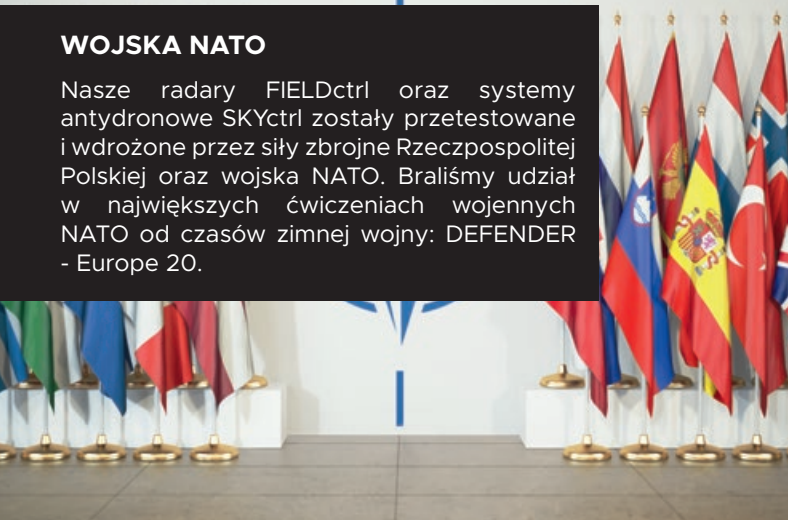 WOJSKA NATO
Nasze radary FIELDctrl oraz systemy
antydronowe SKYctrl zostały przetestowane
i wdrożone przez siły zbrojne Rzeczpospolitej
Polskiej oraz wojska NATO. Braliśmy udział
w największych ćwiczeniach wojennych
NATO od czasów zimnej wojny: DEFENDER
- Europe 20.